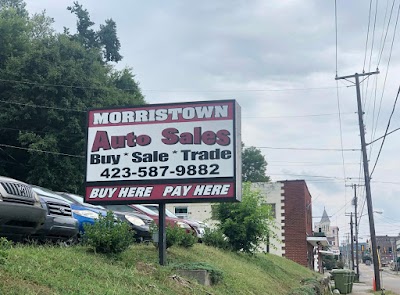 MORRISTOWN
Auto Sales
Buy * Sale * Trade
423-587-9882
BUY HERE PAY HERE